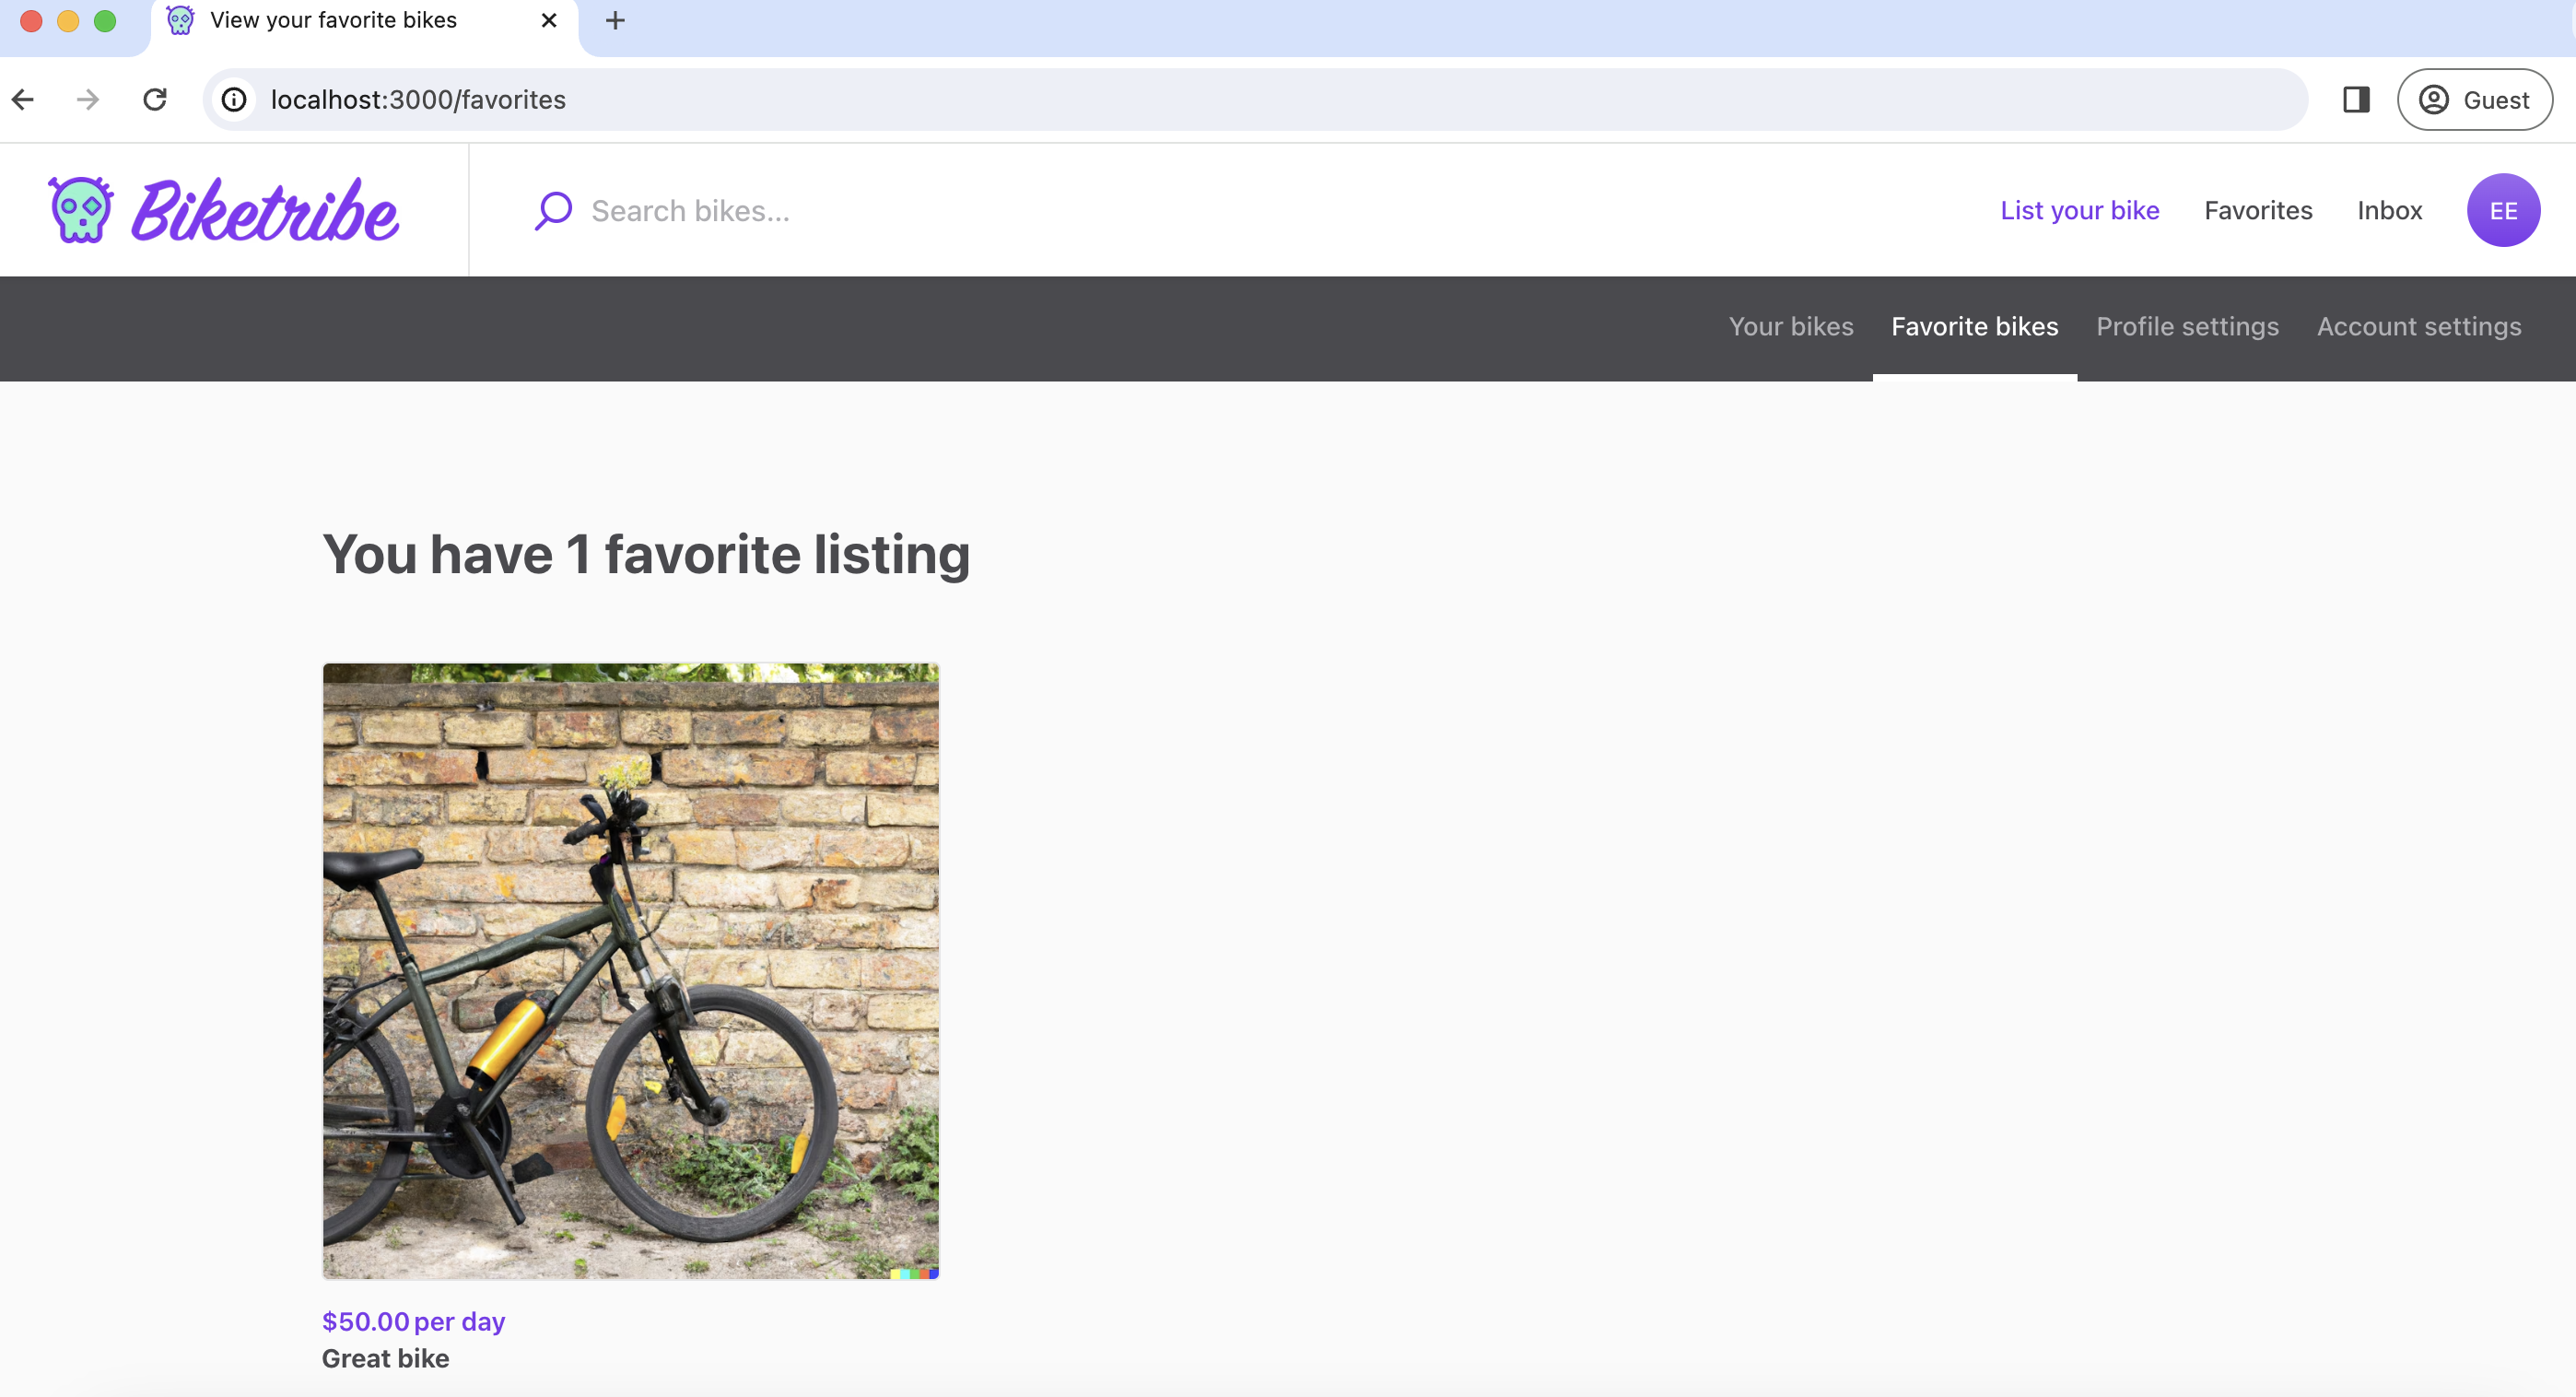 View your favorite bikes
localhost:3000/favorites
Guest
Biketribe
Search bikes...
List your bike
Favorites
Inbox
EE
Your bikes
Favorite bikes
Profile settings
Account settings
You have 1 favorite listing
$50.00 per day
Great bike